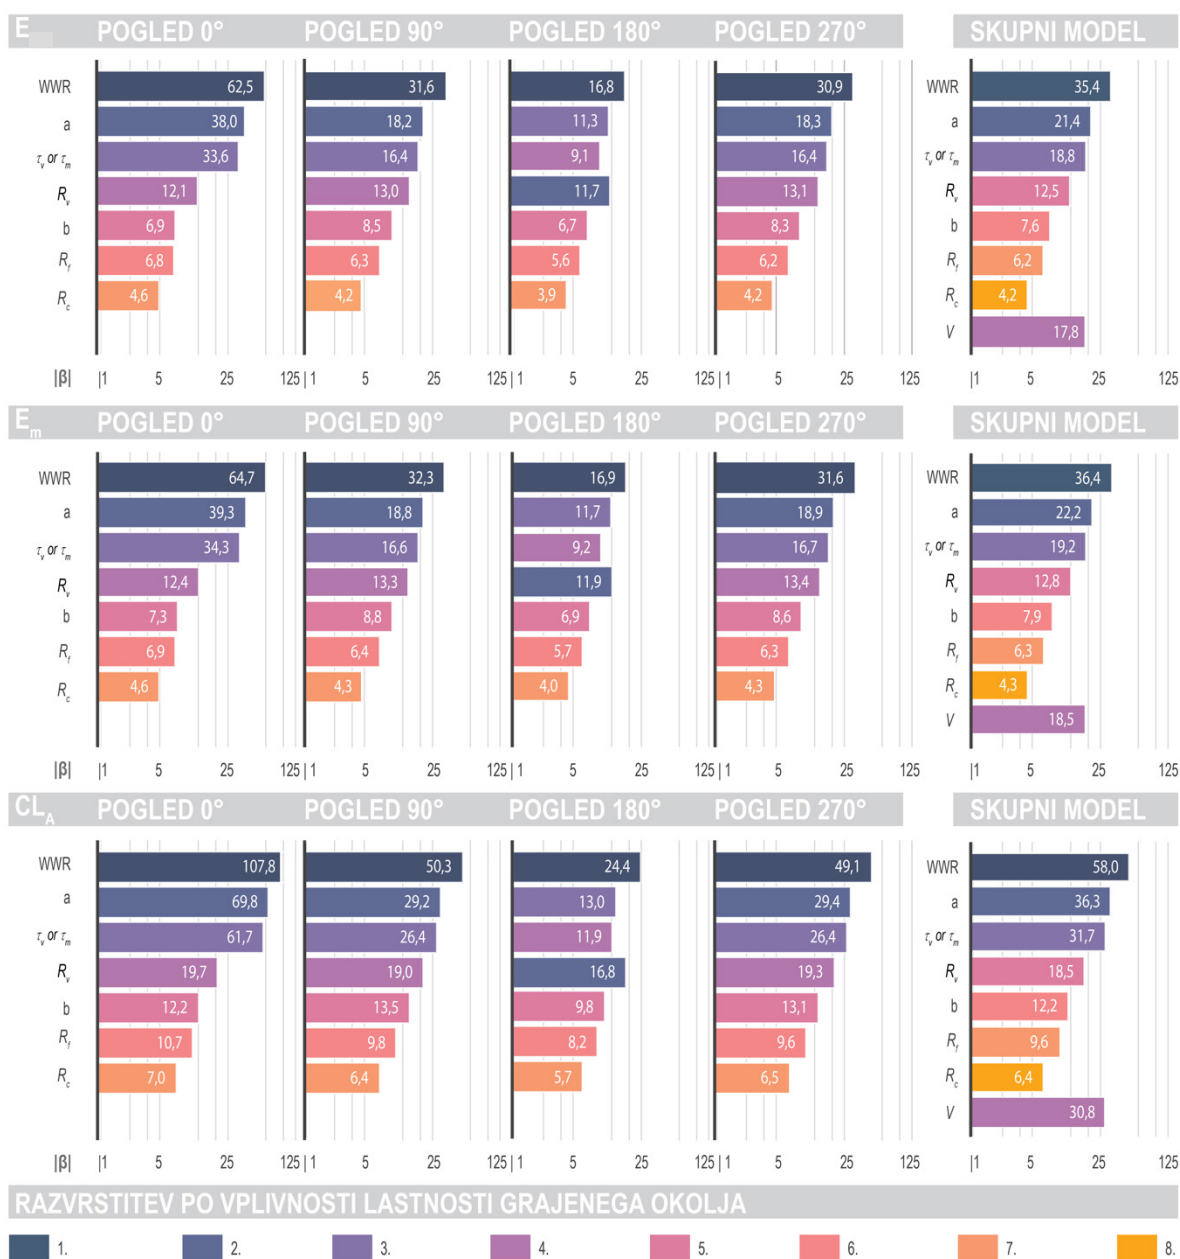 E POGLED 0° POGLED 90° POGLED 180° POGLED 270° SKUPNI MODEL
WWR 62,5 31,6 16,8 30,9 WWR 35,4
a 38,0 18,2 11,3 18,3 a 21,4
τv or τm 33,6 16,4 9,1 16,4 τv or τm 18,8
Rv 12,1 13,0 11,7 13,1 Rv 12,5
b 6,9 8,5 6,7 8,3 b 7,6
Rf 6,8 6,3 5,6 6,2 Rf 6,2
Rc 4,6 4,2 3,9 4,2 Rc 4,2
V 17,8
|β| |1 5 25 125 | 1 5 25 125 | 1 5 25 125 |1 5 25 125 |1 5 25 125
Em POGLED 0° POGLED 90° POGLED 180° POGLED 270° SKUPNI MODEL
WWR 64,7 32,3 16,9 31,6 WWR 36,4
a 39,3 18,8 11,7 18,9 a 22,2
τv or τm 34,3 16,6 9,2 16,7 τv or τm 19,2
Rv 12,4 13,3 11,9 13,4 Rv 12,8
b 7,3 8,8 6,9 8,6 b 7,9
Rf 6,9 6,4 5,7 6,3 Rf 6,3
Rc 4,6 4,3 4,0 4,3 Rc 4,3
V 18,5
|β| |1 5 25 125 | 1 5 25 125 | 1 5 25 125 |1 5 25 125 |1 5 25 125
CLA POGLED 0° POGLED 90° POGLED 180° POGLED 270° SKUPNI MODEL
WWR 107,8 50,3 24,4 49,1 WWR 58,0
a 69,8 29,2 13,0 29,4 a 36,3
τv or τm 61,7 26,4 11,9 26,4 τv or τm 31,7
Rv 19,7 19,0 16,8 19,3 Rv 18,5
b 12,2 13,5 9,8 13,1 b 12,2
Rf 10,7 9,8 8,2 9,6 Rf 9,6
Rc 7,0 6,4 5,7 6,5 Rc 6,4
V 30,8
|β| |1 5 25 125 | 1 5 25 125 | 1 5 25 125 |1 5 25 125 |1 5 25 125
RAZVRSTITEV PO VPLIVNOSTI LASTNOSTI GRAJENEGA OKOLJA
1. 2. 3. 4. 5. 6. 7. 8.